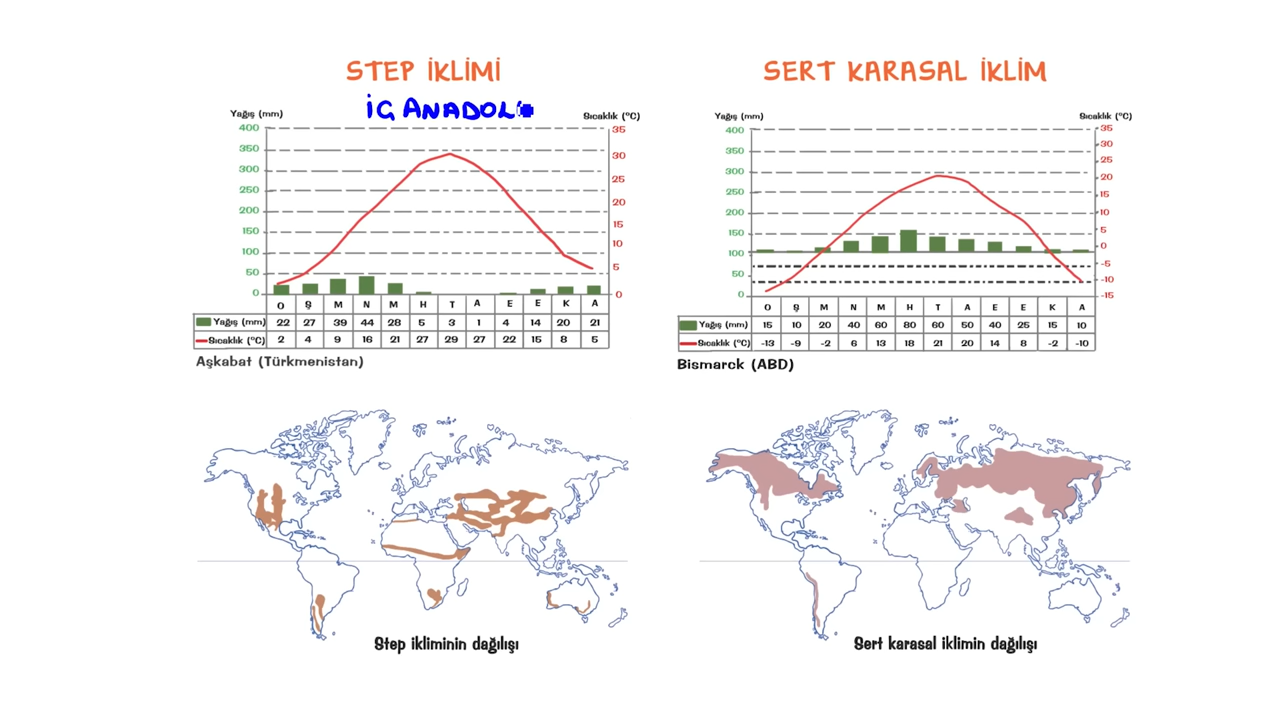 STEP İKLİMİ
İÇ ANADOLU
Yağış (mm) Sıcaklık (°C)
400 35
350 30
300 25
250 20
200 15
150 10
100 5
50 0
0
O Ş M N M H T A E E K A
Yağış (mm) 22 27 39 44 28 5 3 1 4 14 20 21
Sıcaklık (°C) 2 4 9 16 21 27 29 27 22 15 8 5
Aşkabat (Türkmenistan)
Step ikliminin dağılışı
SERT KARASAL İKLİM
Yağış (mm) Sıcaklık (°C)
400 35
350 30
300 25
250 20
200 15
150 10
100 5
50 0
0 -5
-10
-15
O Ş M N M H T A E E K A
Yağış (mm) 15 10 20 40 60 80 60 50 40 25 15 10
Sıcaklık (°C) -13 -9 -2 6 13 18 21 20 14 8 -2 -10
Bismarck (ABD)
Sert karasal iklimin dağılışı